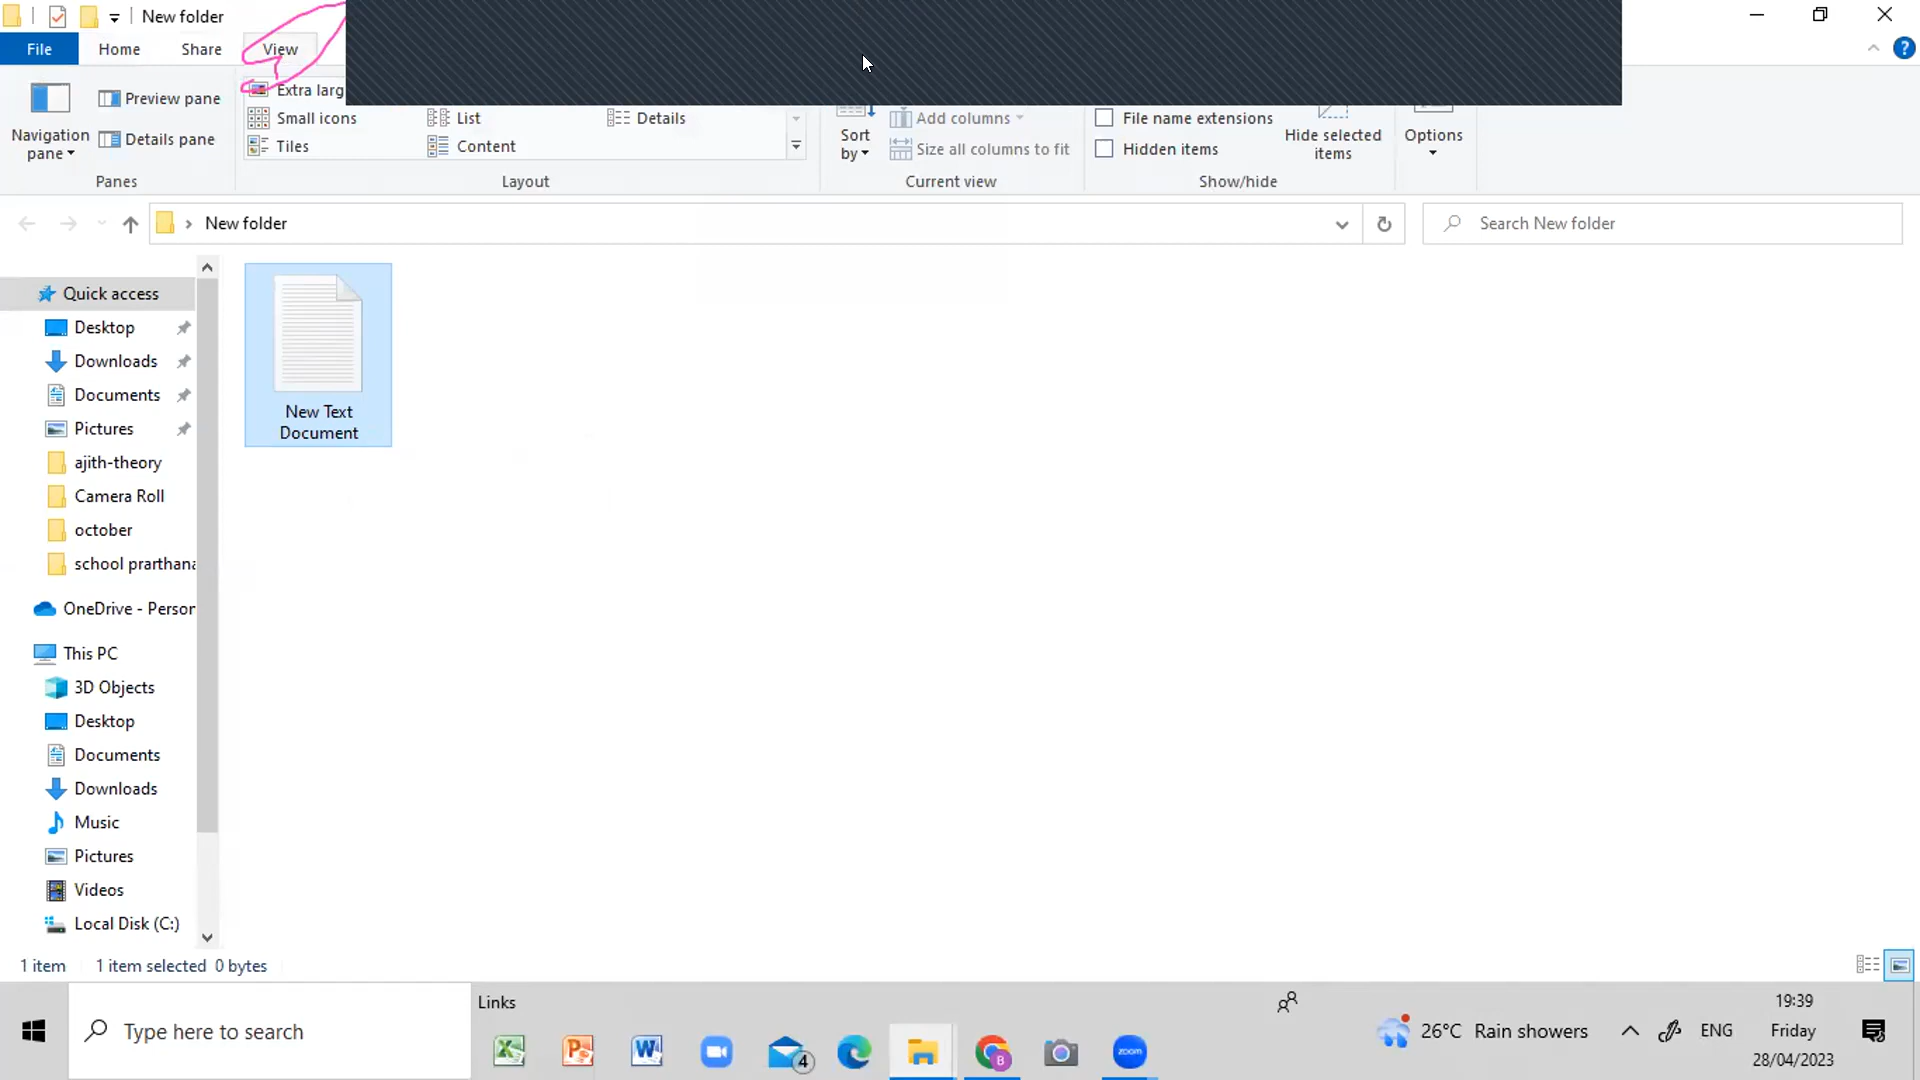 New folder
File Home Share View
Extra larg
Preview pane
Small icons List Details
Add columns
File name extensions
Navigation pane
Details pane
Tiles Content
Sort by
Size all columns to fit
Hidden items
Hide selected items
Options
Panes Layout Current view Show/hide
New folder
Search New folder
Quick access
Desktop
Downloads
Documents
Pictures
ajith-theory
Camera Roll
october
school prarthana
OneDrive - Person
This PC
3D Objects
Desktop
Documents
Downloads
Music
Pictures
Videos
Local Disk (C:)
New Text
Document
1 item 1 item selected 0 bytes
Type here to search
Links
4
B
zoom
26°C Rain showers
ENG
19:39
Friday
28/04/2023